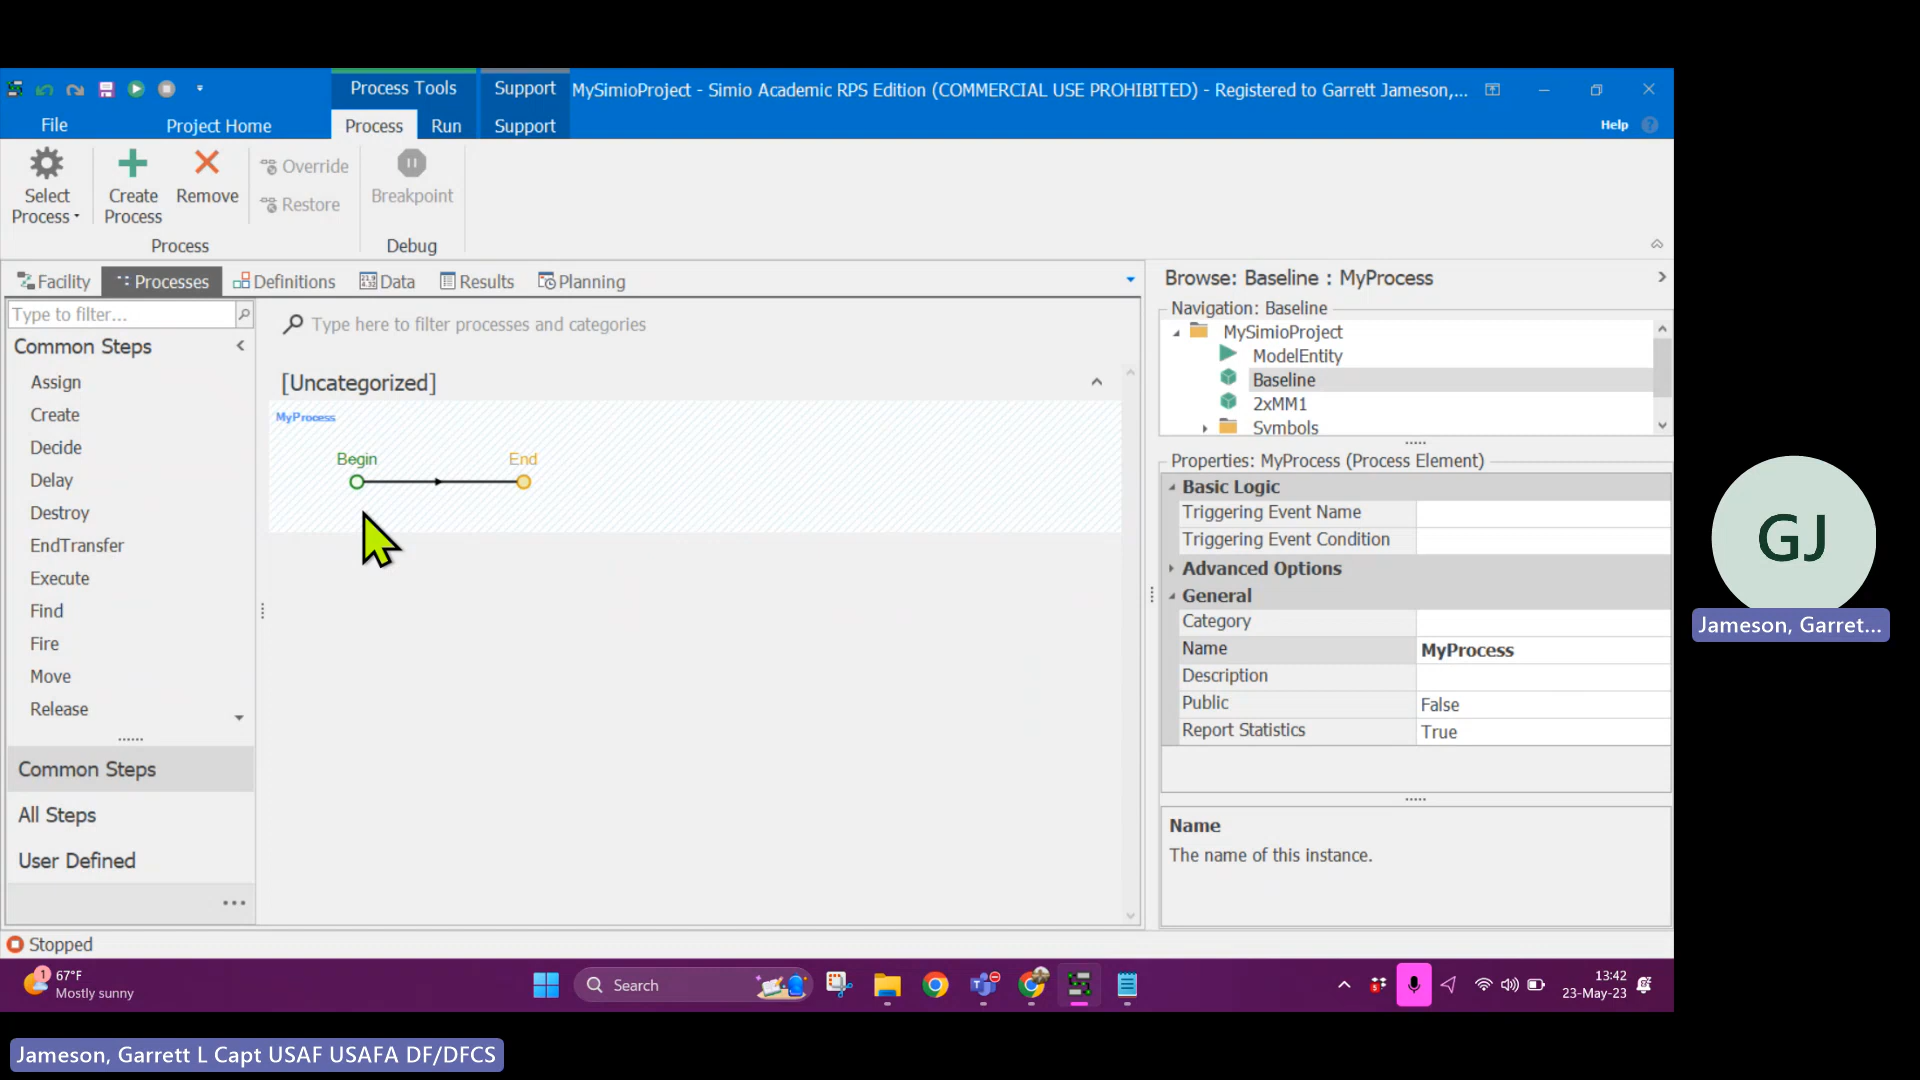 Process Tools
Support
MySimioProject - Simio Academic RPS Edition (COMMERCIAL USE PROHIBITED) - Registered to Garrett Jameson,...
File
Project Home
Process
Run
Support
Help
Select Process
Create Process
Remove
Override
Restore
Breakpoint
Process
Debug
Facility
Processes
Definitions
Data
Results
Planning
Type to filter...
Common Steps
Assign
Create
Decide
Delay
Destroy
EndTransfer
Execute
Find
Fire
Move
Release
Common Steps
All Steps
User Defined
Type here to filter processes and categories
[Uncategorized]
MyProcess
Begin
End
Browse: Baseline : MyProcess
Navigation: Baseline
MySimioProject
ModelEntity
Baseline
2xMM1
Symbols
Properties: MyProcess (Process Element)
Basic Logic
Triggering Event Name
Triggering Event Condition
Advanced Options
General
Category
Name MyProcess
Description
Public False
Report Statistics True
Name
The name of this instance.
Stopped
GJ
Jameson, Garret...
1
67°F
Mostly sunny
Search
13:42
23-May-23
Jameson, Garrett L Capt USAF USAFA DF/DFCS